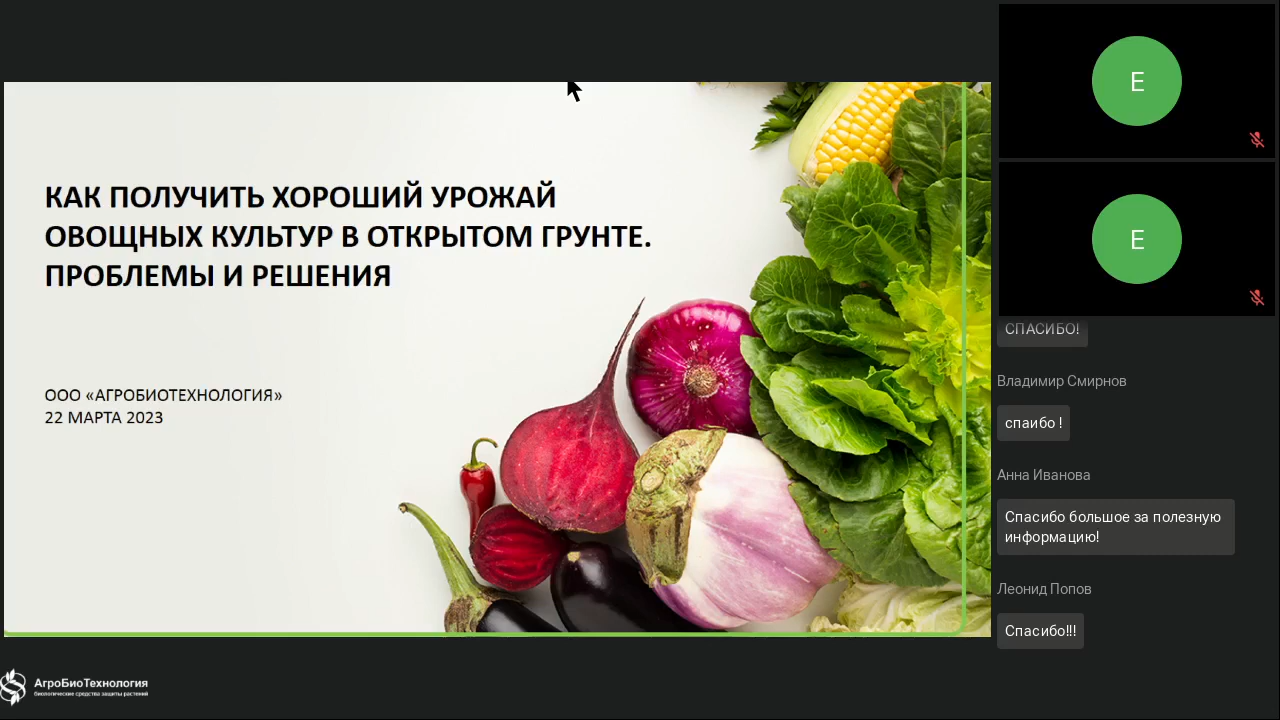 КАК ПОЛУЧИТЬ ХОРОШИЙ УРОЖАЙ
ОВОЩНЫХ КУЛЬТУР В ОТКРЫТОМ ГРУНТЕ.
ПРОБЛЕМЫ И РЕШЕНИЯ
ООО «АГРОБИОТЕХНОЛОГИЯ»
22 МАРТА 2023
АгроБиоТехнология
биологические средства защиты растений
E
E
СПАСИБО!
Владимир Смирнов
спаибо !
Анна Иванова
Спасибо большое за полезную
информацию!
Леонид Попов
Спасибо!!!